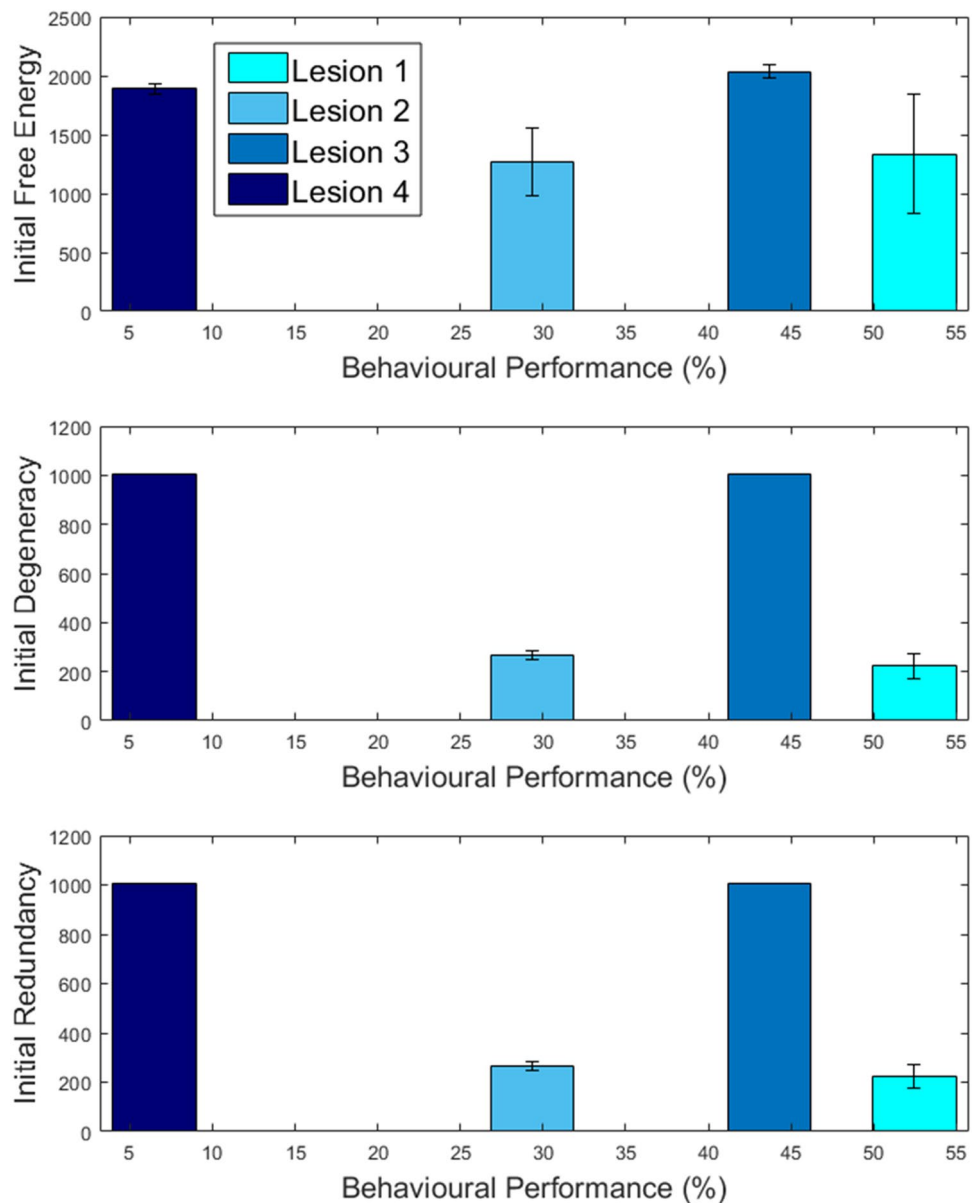 2500
2000
1500
1000
500
0
Initial Free Energy
Lesion 1
Lesion 2
Lesion 3
Lesion 4
5 10 15 20 25 30 35 40 45 50 55
Behavioural Performance (%)
1200
1000
800
600
400
200
0
Initial Degeneracy
5 10 15 20 25 30 35 40 45 50 55
Behavioural Performance (%)
1200
1000
800
600
400
200
0
Initial Redundancy
5 10 15 20 25 30 35 40 45 50 55
Behavioural Performance (%)